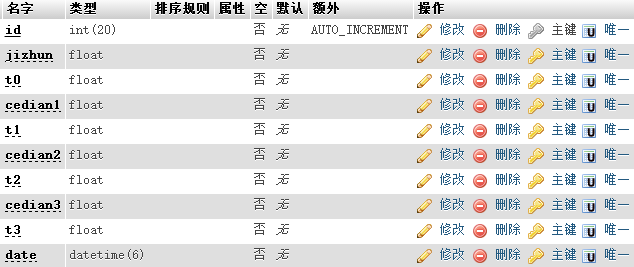 名字 类型 排序规则 属性 空 默认 额外 操作
id int(20) 否 无 AUTO_INCREMENT 修改 删除 主键 U 唯一
jizhun float 否 无 修改 删除 主键 U 唯一
t0 float 否 无 修改 删除 主键 U 唯一
cedian1 float 否 无 修改 删除 主键 U 唯一
t1 float 否 无 修改 删除 主键 U 唯一
cedian2 float 否 无 修改 删除 主键 U 唯一
t2 float 否 无 修改 删除 主键 U 唯一
cedian3 float 否 无 修改 删除 主键 U 唯一
t3 float 否 无 修改 删除 主键 U 唯一
date datetime(6) 否 无 修改 删除 主键 U 唯一